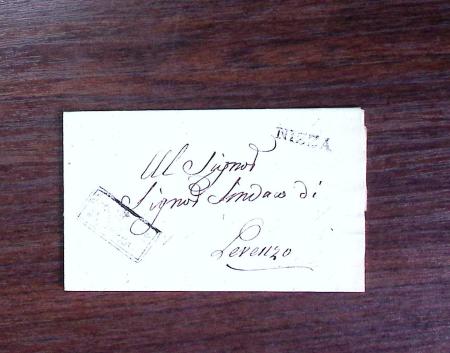 NIZZA
Al Signor
Signor Sindaco di
Levenzo